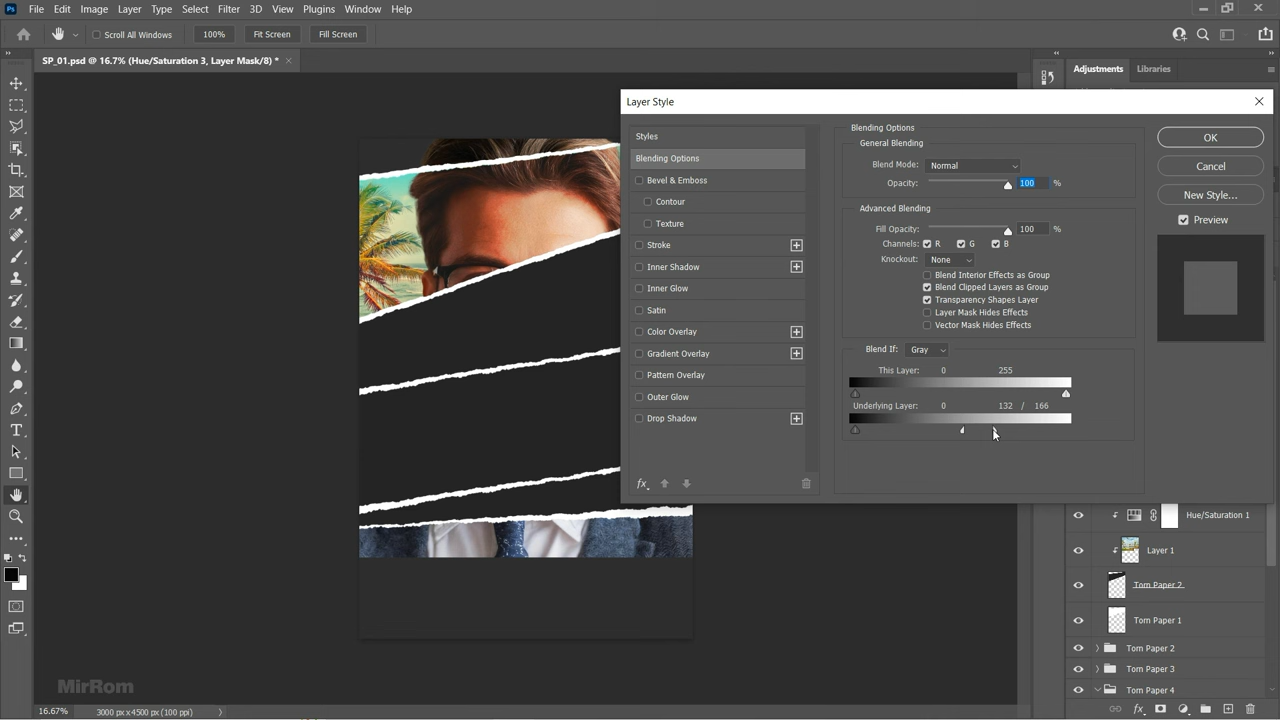 Ps File Edit Image Layer Type Select Filter 3D View Plugins Window Help
Scroll All Windows 100% Fit Screen Fill Screen
SP_01.psd @ 16.7% (Hue/Saturation 3, Layer Mask/8) *
Adjustments Libraries
Layer Style
Styles
Blending Options
Bevel & Emboss
Contour
Texture
Stroke
Inner Shadow
Inner Glow
Satin
Color Overlay
Gradient Overlay
Pattern Overlay
Outer Glow
Drop Shadow
fx
Blending Options
General Blending
Blend Mode: Normal
Opacity: 100 %
Advanced Blending
Fill Opacity: 100 %
Channels: R G B
Knockout: None
Blend Interior Effects as Group
Blend Clipped Layers as Group
Transparency Shapes Layer
Layer Mask Hides Effects
Vector Mask Hides Effects
Blend If: Gray
This Layer: 0 255
Underlying Layer: 0 132 / 166
OK
Cancel
New Style...
Preview
Hue/Saturation 1
Layer 1
Torn Paper 2
Torn Paper 1
Torn Paper 2
Torn Paper 3
Torn Paper 4
fx
MirRom
16.67% 3000 px x 4500 px (100 ppi)